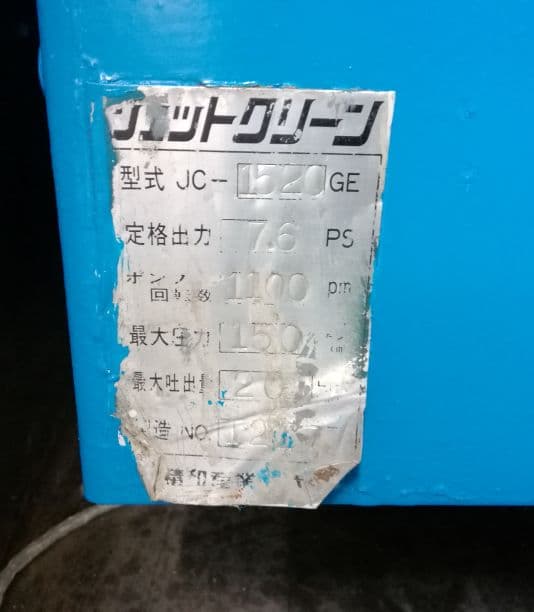 ジェットクリーン
型式 JC-1520GE
定格出力 7.6 PS
ポンプ回転数 1100 rpm
最大圧力 150
最大吐出量 20
製造 NO.